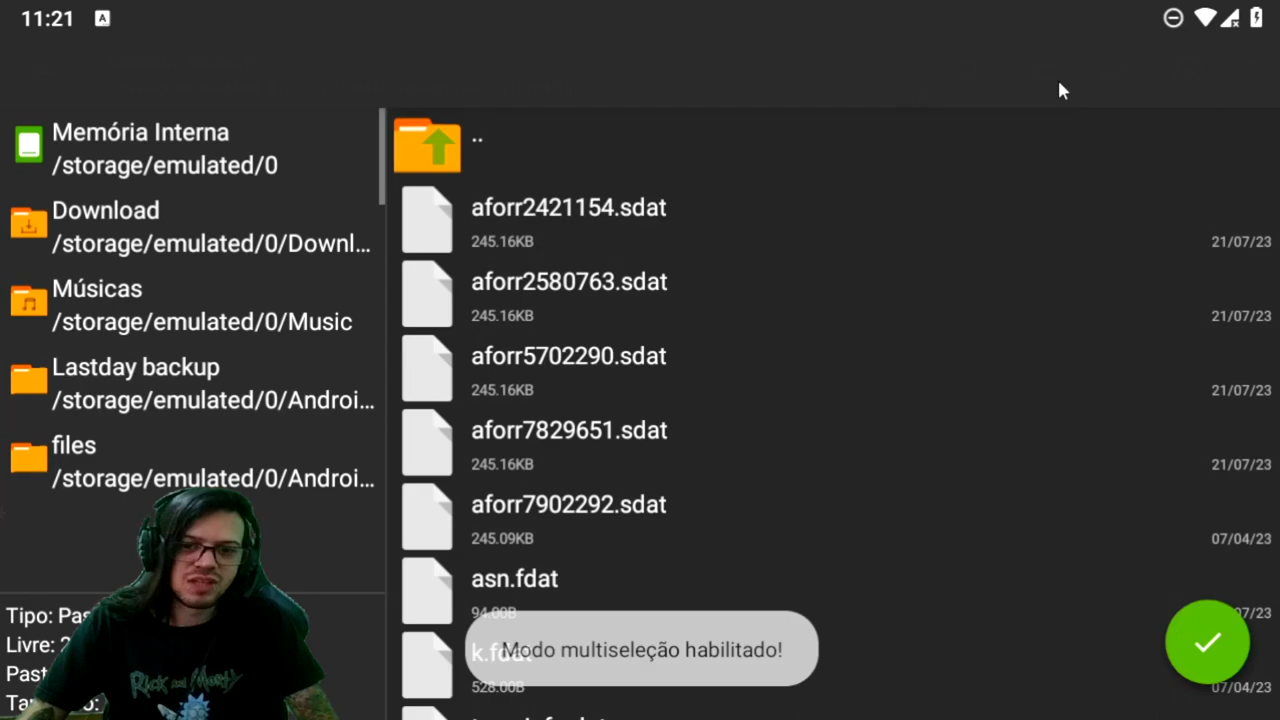 11:21
A
Memória Interna
/storage/emulated/0
Download
/storage/emulated/0/Downl...
Músicas
/storage/emulated/0/Music
Lastday backup
/storage/emulated/0/Androi...
files
/storage/emulated/0/Androi...
Tipo:
Livre:
..
aforr2421154.sdat
245.16KB
21/07/23
aforr2580763.sdat
245.16KB
21/07/23
aforr5702290.sdat
245.16KB
21/07/23
aforr7829651.sdat
245.16KB
21/07/23
aforr7902292.sdat
245.09KB
07/04/23
asn.fdat
94.00B
k.fdat
528.00B
07/04/23
Modo multiseleção habilitado!
RICK and MORTY